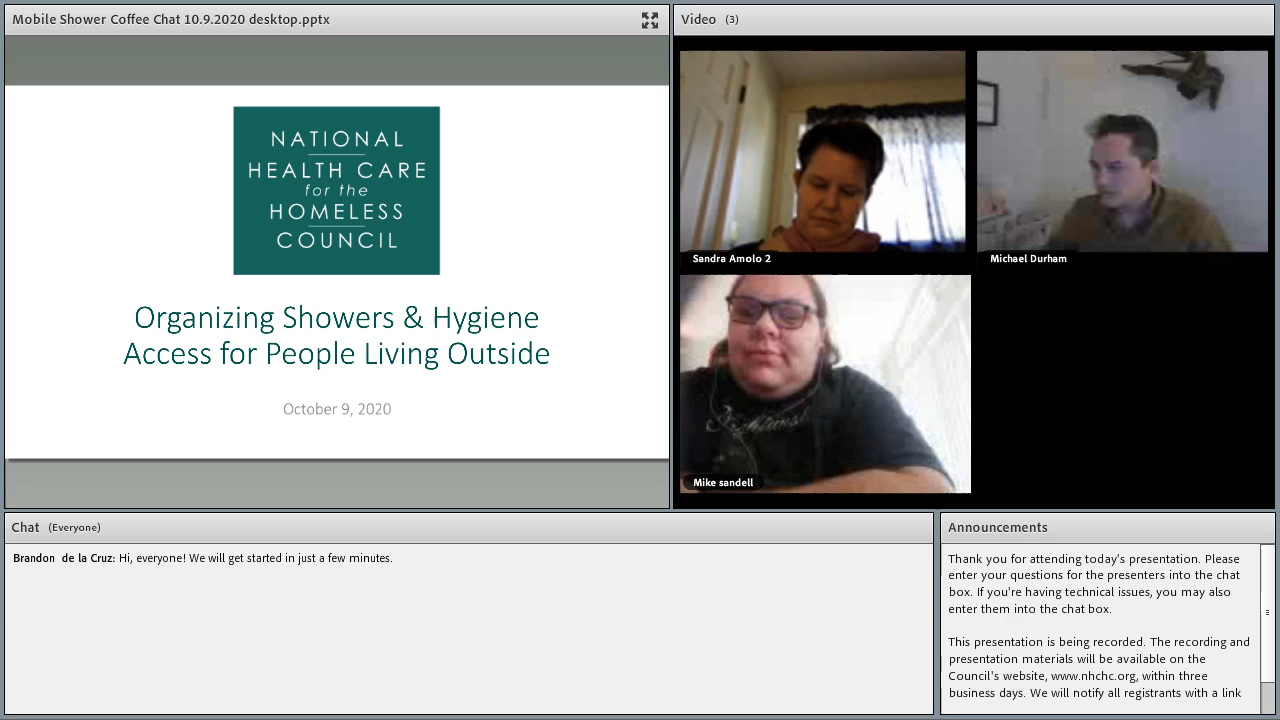 Mobile Shower Coffee Chat 10.9.2020 desktop.pptx
NATIONAL
HEALTH CARE
for the
HOMELESS
COUNCIL
Organizing Showers & Hygiene
Access for People Living Outside
October 9, 2020
Video (3)
Sandra Amolo 2
Michael Durham
Mike sandell
Chat (Everyone)
Brandon de la Cruz: Hi, everyone! We will get started in just a few minutes.
Announcements
Thank you for attending today's presentation. Please
enter your questions for the presenters into the chat
box. If you're having technical issues, you may also
enter them into the chat box.
This presentation is being recorded. The recording and
presentation materials will be available on the
Council's website, www.nhchc.org, within three
business days. We will notify all registrants with a link